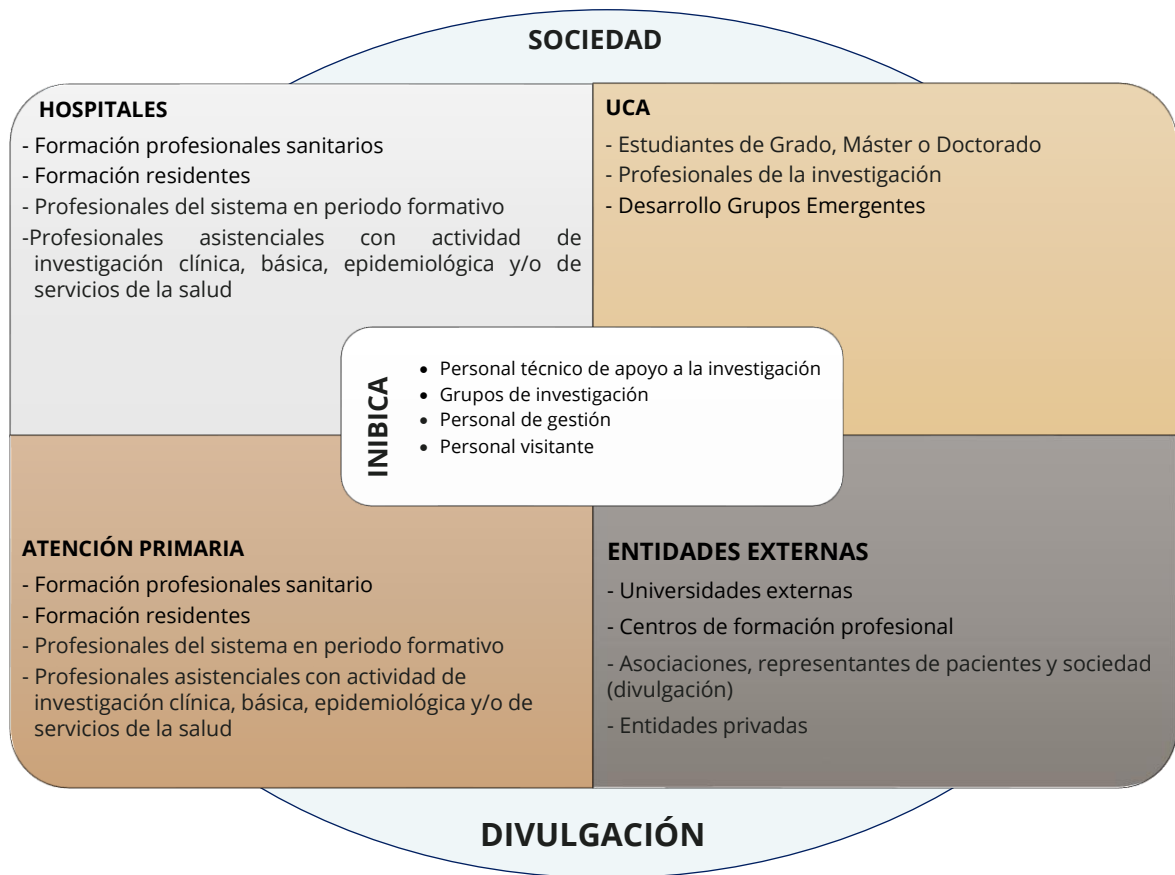 SOCIEDAD
HOSPITALES
- Formación profesionales sanitarios
- Formación residentes
- Profesionales del sistema en periodo formativo
-Profesionales asistenciales con actividad de
investigación clínica, básica, epidemiológica y/o de
servicios de la salud
UCA
- Estudiantes de Grado, Máster o Doctorado
- Profesionales de la investigación
- Desarrollo Grupos Emergentes
INIBICA
• Personal técnico de apoyo a la investigación
• Grupos de investigación
• Personal de gestión
• Personal visitante
ATENCIÓN PRIMARIA
- Formación profesionales sanitario
- Formación residentes
- Profesionales del sistema en periodo formativo
- Profesionales asistenciales con actividad de
investigación clínica, básica, epidemiológica y/o de
servicios de la salud
ENTIDADES EXTERNAS
- Universidades externas
- Centros de formación profesional
- Asociaciones, representantes de pacientes y sociedad
(divulgación)
- Entidades privadas
DIVULGACIÓN